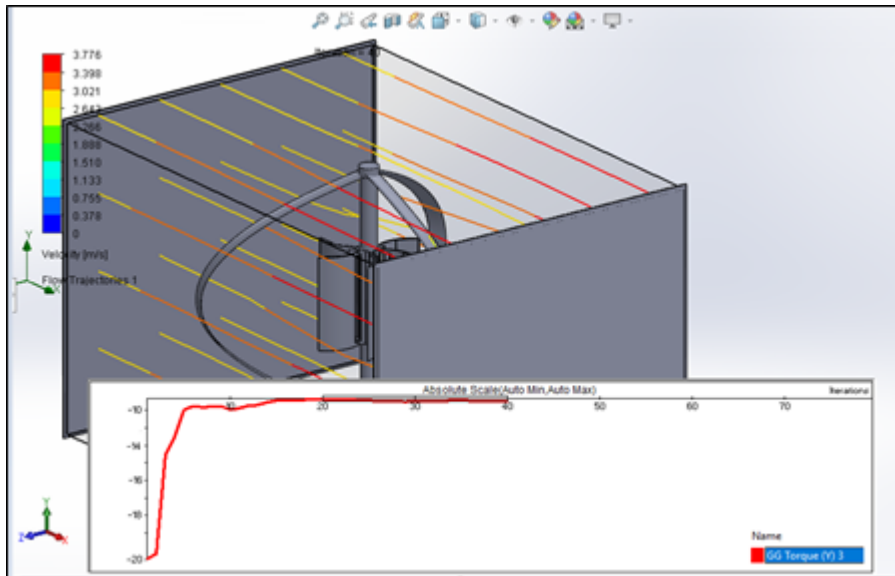 3.776
3.398
3.021
2.643
2.266
1.888
1.510
1.133
0.755
0.378
0
Velocity [m/s]
Flow Trajectories 1
Y
X
Y
Z
X
Absolute Scale(Auto Min,Auto Max)
Iterations
-10
-14
-16
-18
-20
10
20
30
40
50
60
70
Name
GG Torque (Y) 3